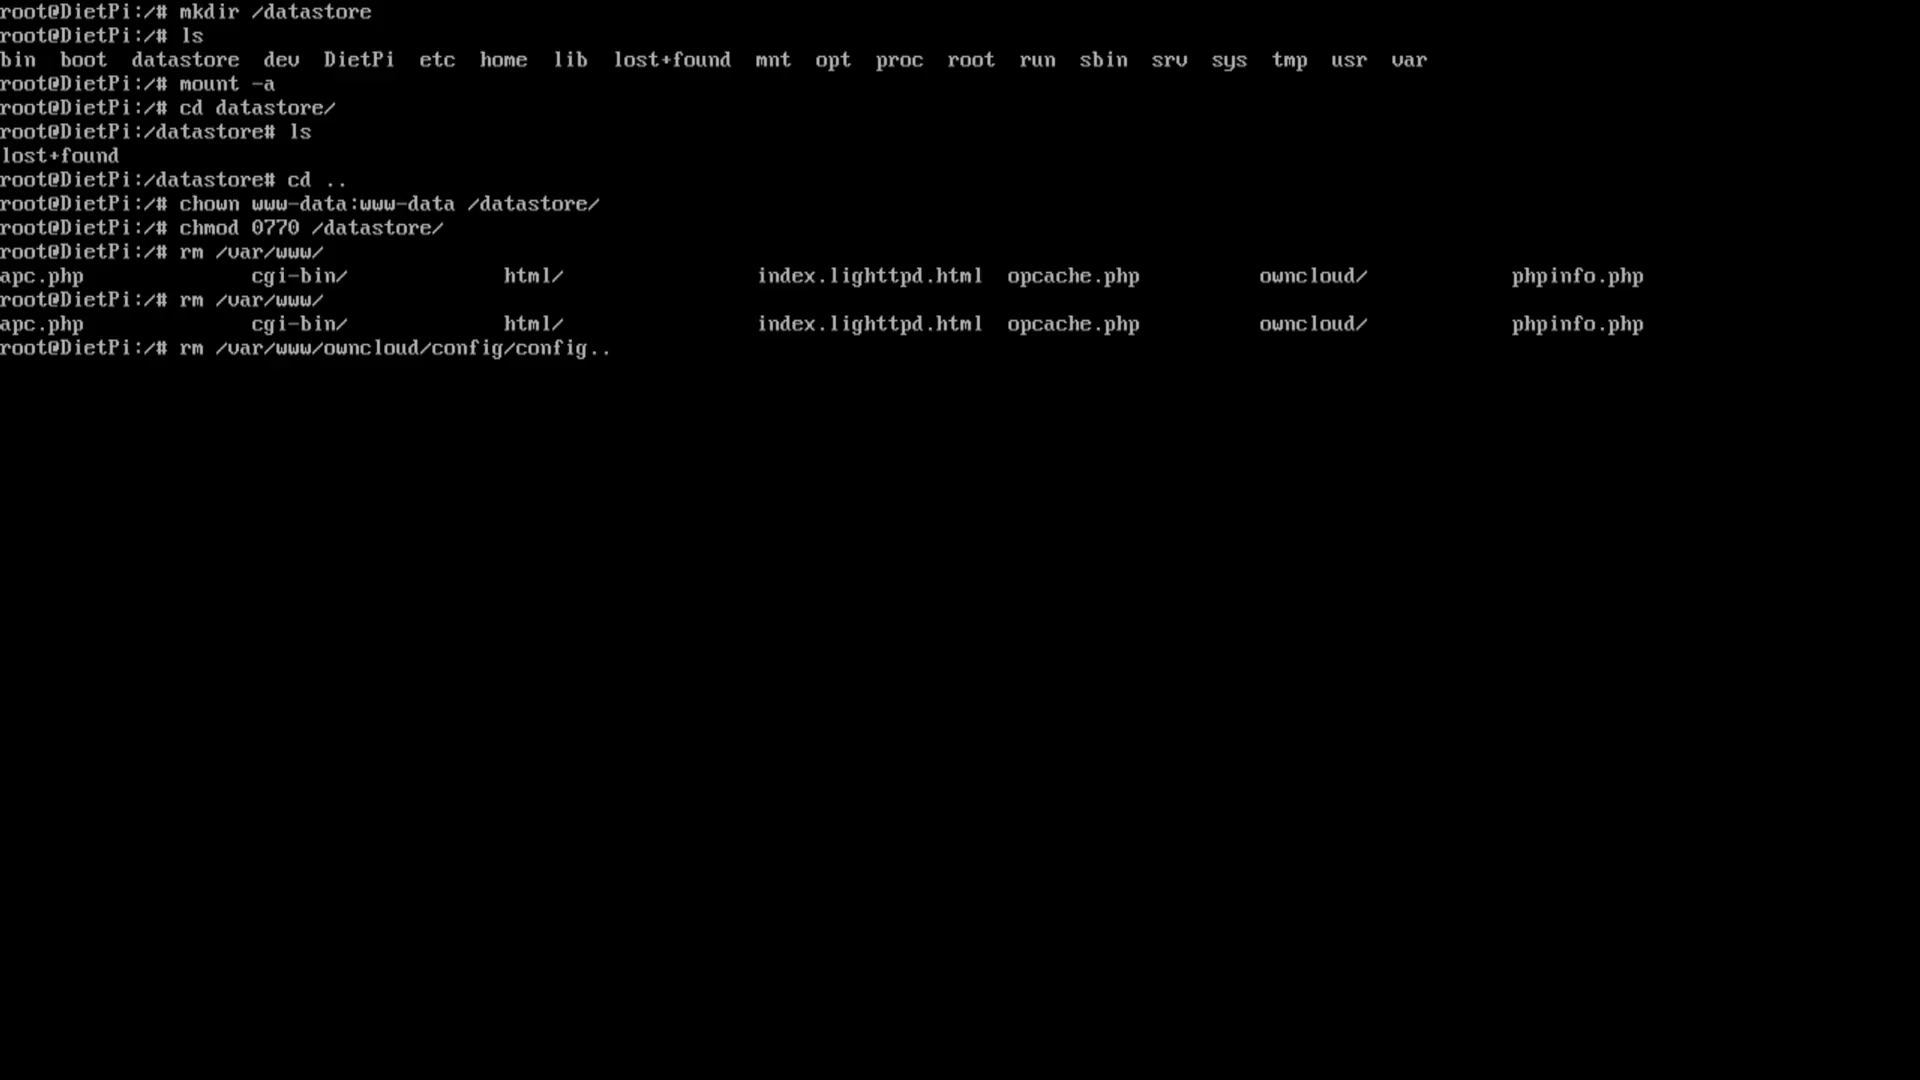 root@DietPi:/# mkdir /datastore
root@DietPi:/# ls
bin boot datastore dev DietPi etc home lib lost+found mnt opt proc root run sbin srv sys tmp usr var
root@DietPi:/# mount -a
root@DietPi:/# cd datastore/
root@DietPi:/datastore# ls
lost+found
root@DietPi:/datastore# cd ..
root@DietPi:/# chown www-data:www-data /datastore/
root@DietPi:/# chmod 0770 /datastore/
root@DietPi:/# rm /var/www/
apc.php cgi-bin/ html/ index.lighttpd.html opcache.php owncloud/ phpinfo.php
root@DietPi:/# rm /var/www/
apc.php cgi-bin/ html/ index.lighttpd.html opcache.php owncloud/ phpinfo.php
root@DietPi:/# rm /var/www/owncloud/config/config..